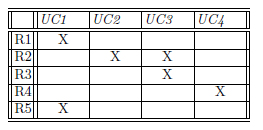 UC1 UC2 UC3 UC4
R1 X
R2 X X
R3 X
R4 X
R5 X